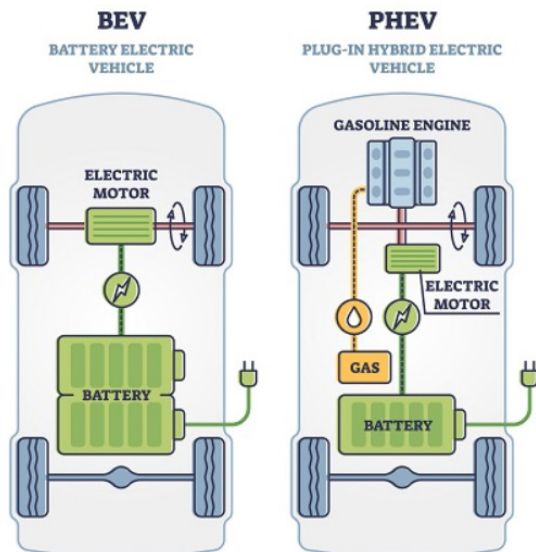 BEV
BATTERY ELECTRIC
VEHICLE
ELECTRIC
MOTOR
BATTERY
PHEV
PLUG-IN HYBRID ELECTRIC
VEHICLE
GASOLINE ENGINE
ELECTRIC
MOTOR
GAS
BATTERY